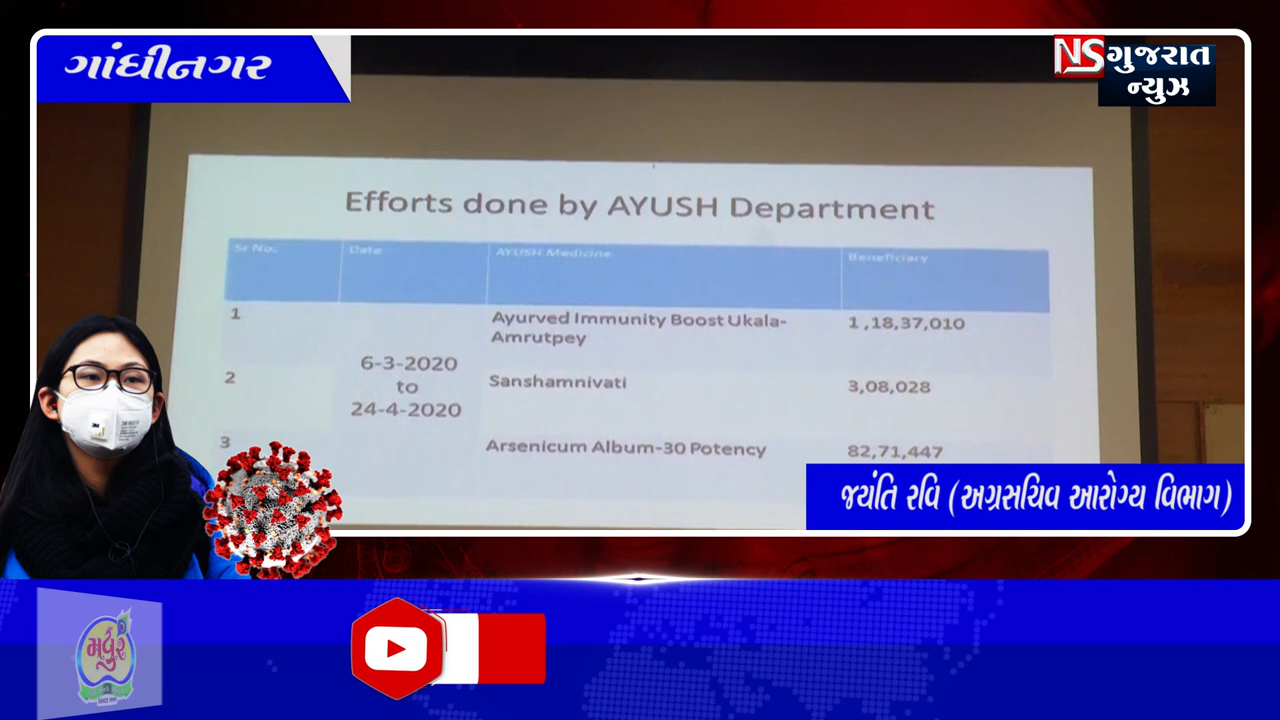 ગાંધીનગર
NS ગુજરાત
ન્યુઝ
Efforts done by AYUSH Department
Sr No. Date AYUSH Medicine Beneficiary
1 Ayurved Immunity Boost Ukala-
Amrutpey 1,18,37,010
6-3-2020
to
24-4-2020
2 Sanshamnivati 3,08,028
3 Arsenicum Album-30 Potency 82,71,447
જયંતિ રવિ (અગ્રસચિવ આરોગ્ય વિભાગ)
3M